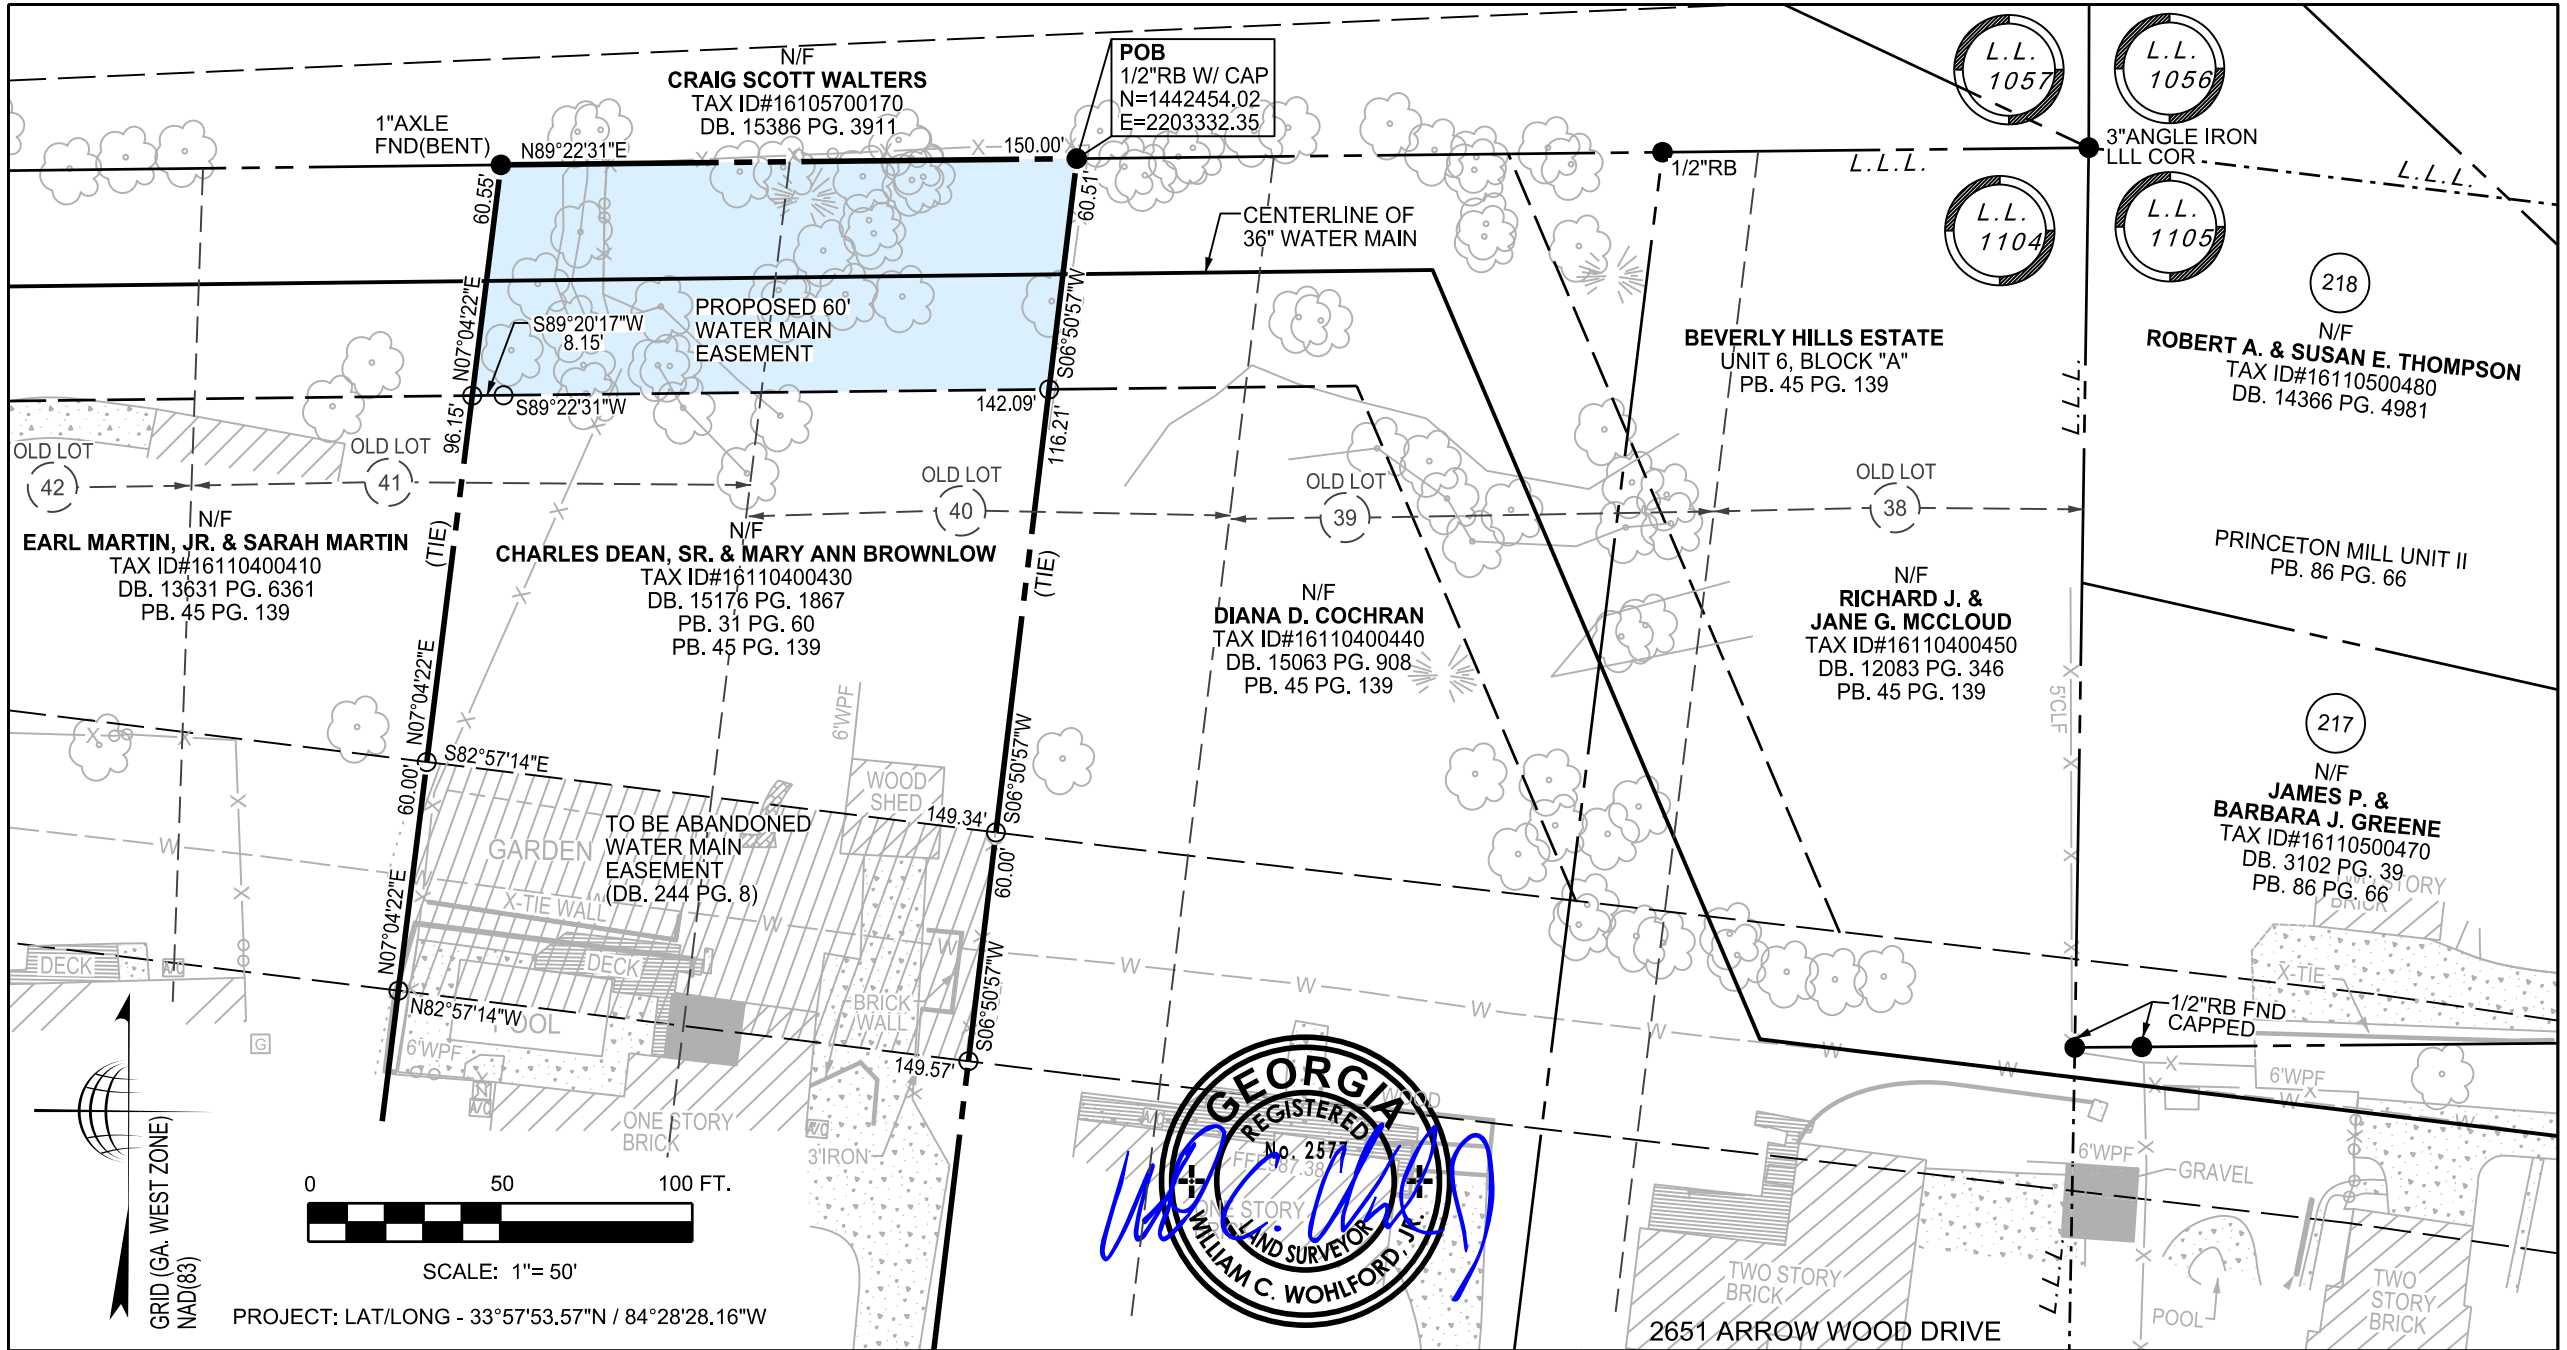 N/F
CRAIG SCOTT WALTERS
TAX ID#16105700170
DB. 15386 PG. 3911
POB
1/2"RB W/ CAP
N=1442454.02
E=2203332.35
L.L.
1057
L.L.
1056
1"AXLE
FND(BENT)
N89°22'31"E
150.00'
3"ANGLE IRON
LLL COR
1/2"RB
L.L.L.
L.L.L.
60.55'
60.51'
CENTERLINE OF
36" WATER MAIN
L.L.
1104
L.L.
1105
218
N07°04'22"E
S89°20'17"W
8.15'
PROPOSED 60'
WATER MAIN
EASEMENT
S06°50'57"W
BEVERLY HILLS ESTATE
UNIT 6, BLOCK "A"
PB. 45 PG. 139
N/F
ROBERT A. & SUSAN E. THOMPSON
TAX ID#16110500480
DB. 14366 PG. 4981
L.L.L.
S89°22'31"W
142.09'
96.15'
116.21'
OLD LOT
42
OLD LOT
41
OLD LOT
40
OLD LOT
39
OLD LOT
38
N/F
EARL MARTIN, JR. & SARAH MARTIN
TAX ID#16110400410
DB. 13631 PG. 6361
PB. 45 PG. 139
(TIE)
N/F
CHARLES DEAN, SR. & MARY ANN BROWNLOW
TAX ID#16110400430
DB. 15176 PG. 1867
PB. 31 PG. 60
PB. 45 PG. 139
(TIE)
N/F
DIANA D. COCHRAN
TAX ID#16110400440
DB. 15063 PG. 908
PB. 45 PG. 139
N/F
RICHARD J. &
JANE G. MCCLOUD
TAX ID#16110400450
DB. 12083 PG. 346
PB. 45 PG. 139
PRINCETON MILL UNIT II
PB. 86 PG. 66
5'CLF
217
N/F
JAMES P. &
BARBARA J. GREENE
TAX ID#16110500470
DB. 3102 PG. 39
PB. 86 PG. 66
TWO STORY
BRICK
N07°04'22"E
S82°57'14"E
6'WPF
S06°50'57"W
WOOD
SHED
149.34'
60.00'
60.00'
GARDEN
TO BE ABANDONED
WATER MAIN
EASEMENT
(DB. 244 PG. 8)
X-TIE WALL
W
W
W
W
W
W
W
W
W
W
W
W
W
DECK
A/C
DECK
N07°04'22"E
N82°57'14"W
POOL
BRICK
WALL
S06°50'57"W
149.57'
X-TIE
1/2"RB FND
CAPPED
G
6'WPF
A/C
ONE STORY
BRICK
A/C
3'IRON
A/C
WOOD
FFE=987.38
ONE STORY
GEORGIA
REGISTERED
No. 2577
LAND SURVEYOR
WILLIAM C. WOHLFORD, JR.
6'WPF
6'WPF
GRAVEL
TWO STORY
BRICK
POOL
TWO
STORY
BRICK
L.L.L.
GRID (GA. WEST ZONE)
NAD(83)
0 50 100 FT.
SCALE: 1"= 50'
PROJECT: LAT/LONG - 33°57'53.57"N / 84°28'28.16"W
2651 ARROW WOOD DRIVE